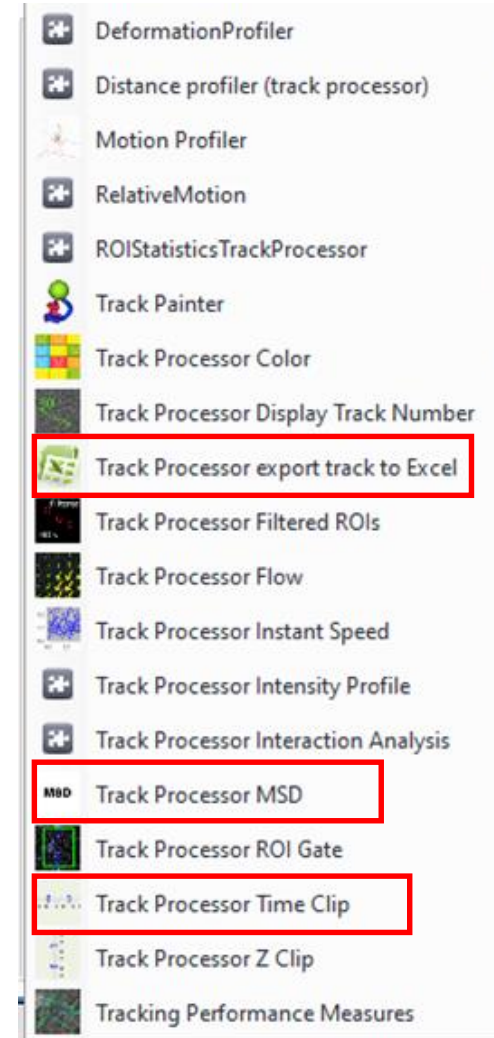 DeformationProfiler
Distance profiler (track processor)
Motion Profiler
RelativeMotion
ROIStatisticsTrackProcessor
Track Painter
Track Processor Color
Track Processor Display Track Number
Track Processor export track to Excel
Track Processor Filtered ROIs
Track Processor Flow
Track Processor Instant Speed
Track Processor Intensity Profile
Track Processor Interaction Analysis
MSD Track Processor MSD
Track Processor ROI Gate
Track Processor Time Clip
Track Processor Z Clip
Tracking Performance Measures